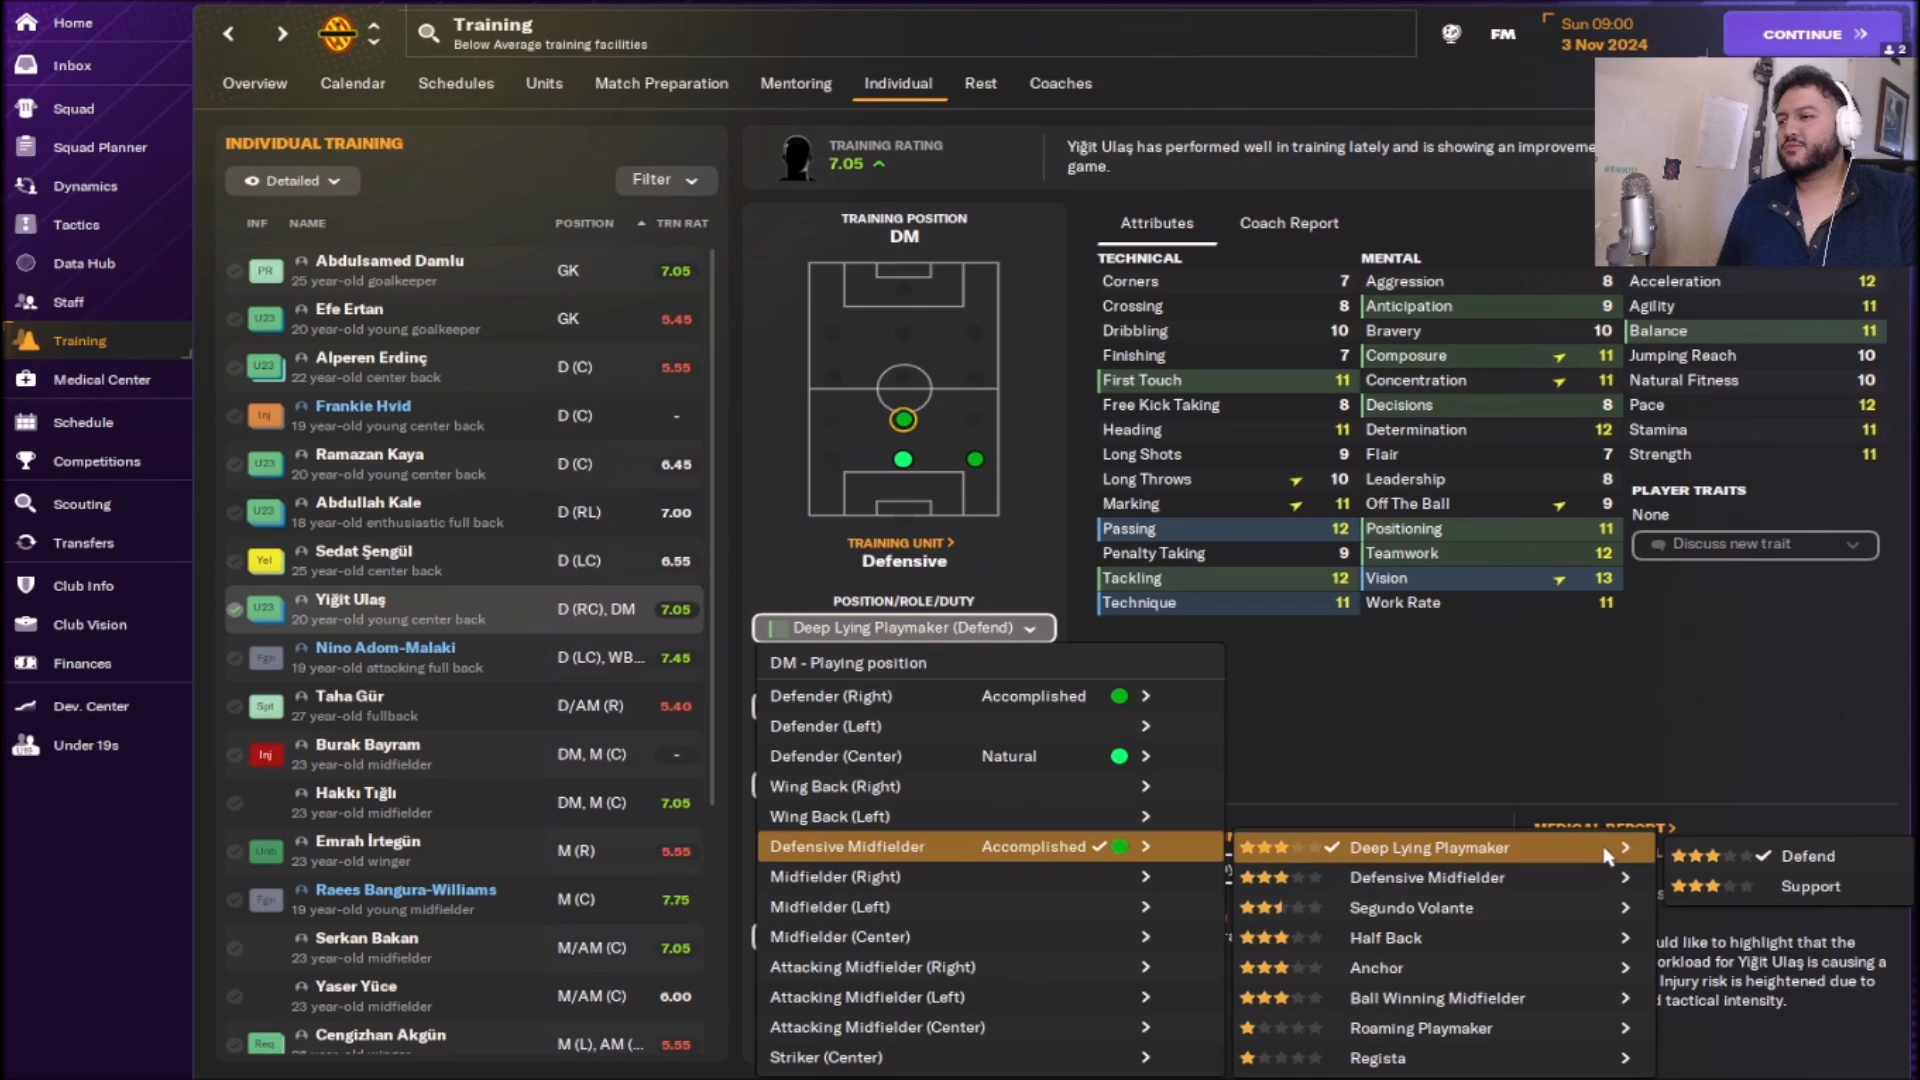 Home
Inbox
Squad
Squad Planner
Dynamics
Tactics
Data Hub
Staff
Training
Medical Center
Schedule
Competitions
Scouting
Transfers
Club Info
Club Vision
Finances
Dev. Center
Under 19s
Training
Below Average training facilities
FM
Sun 09:00
3 Nov 2024
CONTINUE
2
Overview
Calendar
Schedules
Units
Match Preparation
Mentoring
Individual
Rest
Coaches
INDIVIDUAL TRAINING
Detailed
Filter
INF NAME POSITION TRN RAT
PR Abdulsamed Damlu GK 7.05
25 year-old goalkeeper
U23 Efe Ertan GK 5.45
20 year-old young goalkeeper
U23 Alperen Erdinç D (C) 5.55
22 year-old center back
Inj Frankie Hvid D (C) -
19 year-old young center back
U23 Ramazan Kaya D (C) 6.45
20 year-old young center back
U23 Abdullah Kale D (RL) 7.00
18 year-old enthusiastic full back
Yel Sedat Şengül D (LC) 6.55
25 year-old center back
U23 Yiğit Ulaş D (RC), DM 7.05
20 year-old young center back
Fgn Nino Adom-Malaki D (LC), WB... 7.45
19 year-old attacking full back
Spt Taha Gür D/AM (R) 5.40
27 year-old fullback
Inj Burak Bayram DM, M (C) -
23 year-old midfielder
Hakkı Tığlı DM, M (C) 7.05
23 year-old midfielder
Unh Emrah İrtegün M (R) 5.55
23 year-old winger
Fgn Raees Bangura-Williams M (C) 7.75
19 year-old young midfielder
Serkan Bakan M/AM (C) 7.05
23 year-old midfielder
Yaser Yüce M/AM (C) 6.00
23 year-old midfielder
Req Cengizhan Akgün M (L), AM (... 5.55
TRAINING RATING
7.05
Yiğit Ulaş has performed well in training lately and is showing an improveme
game.
TRAINING POSITION
DM
TRAINING UNIT >
Defensive
POSITION/ROLE/DUTY
Deep Lying Playmaker (Defend)
DM - Playing position
Defender (Right) Accomplished
Defender (Left)
Defender (Center) Natural
Wing Back (Right)
Wing Back (Left)
Defensive Midfielder Accomplished
Midfielder (Right)
Midfielder (Left)
Midfielder (Center)
Attacking Midfielder (Right)
Attacking Midfielder (Left)
Attacking Midfielder (Center)
Striker (Center)
Deep Lying Playmaker
Defensive Midfielder
Segundo Volante
Half Back
Anchor
Ball Winning Midfielder
Roaming Playmaker
Regista
Defend
Support
Attributes
Coach Report
TECHNICAL
Corners 7
Crossing 8
Dribbling 10
Finishing 7
First Touch 11
Free Kick Taking 8
Heading 11
Long Shots 9
Long Throws 10
Marking 11
Passing 12
Penalty Taking 9
Tackling 12
Technique 11
MENTAL
Aggression 8
Anticipation 9
Bravery 10
Composure 11
Concentration 11
Decisions 8
Determination 12
Flair 7
Leadership 8
Off The Ball 9
Positioning 11
Teamwork 12
Vision 13
Work Rate 11
Acceleration 12
Agility 11
Balance 11
Jumping Reach 10
Natural Fitness 10
Pace 12
Stamina 11
Strength 11
PLAYER TRAITS
None
Discuss new trait
MEDICAL REPORT >
uld like to highlight that the
orkload for Yiğit Ulaş is causing a
Injury risk is heightened due to
d tactical intensity.